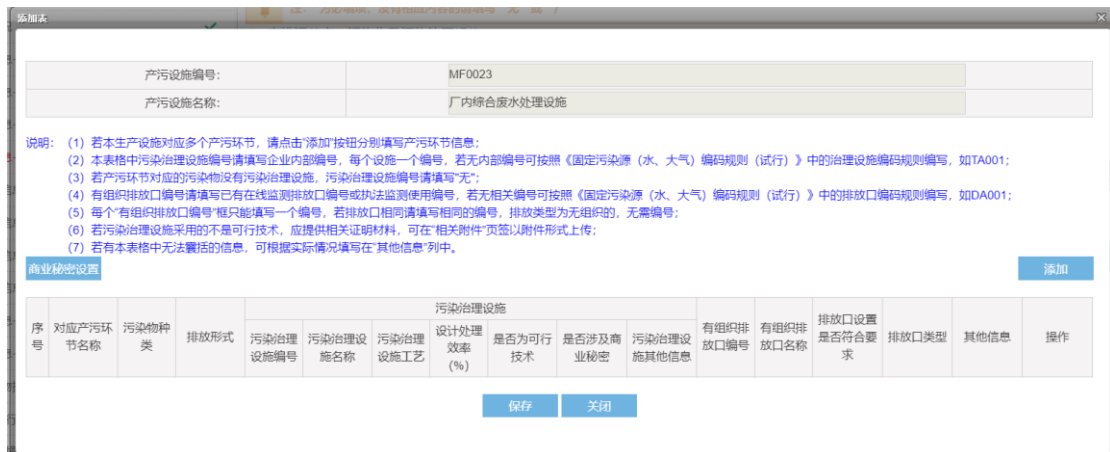 添加表
产污设施编号: MF0023
产污设施名称: 厂内综合废水处理设施
说明: (1) 若本生产设施对应多个产污环节, 请点击"添加"按钮分别填写产污环节信息;
(2) 本表格中污染治理设施编号请填写企业内部编号, 每个设施一个编号, 若无内部编号可按照《固定污染源 (水、大气) 编码规则 (试行) 》中的治理设施编码规则编写, 如TA001;
(3) 若产污环节对应的污染物没有污染治理设施, 污染治理设施编号请填写"无";
(4) 有组织排放口编号请填写已有在线监测排放口编号或执法监测使用编号, 若无相关编号可按照《固定污染源 (水、大气) 编码规则 (试行) 》中的排放口编码规则编写, 如DA001;
(5) 每个"有组织排放口编号"框只能填写一个编号, 若排放口相同请填写相同的编号, 排放类型为无组织的, 无需编号;
(6) 若污染治理设施采用的不是可行技术, 应提供相关证明材料, 可在"相关附件"页签以附件形式上传;
(7) 若有本表格中无法囊括的信息, 可根据实际情况填写在"其他信息"列中。
商业秘密设置
添加
序号
对应产污环节名称
污染物种类
排放形式
污染治理设施
污染治理设施编号
污染治理设施名称
污染治理设施工艺
设计处理效率(%)
是否为可行技术
是否涉及商业秘密
污染治理设施其他信息
有组织排放口编号
有组织排放口名称
排放口设置是否符合要求
排放口类型
其他信息
操作
保存
关闭